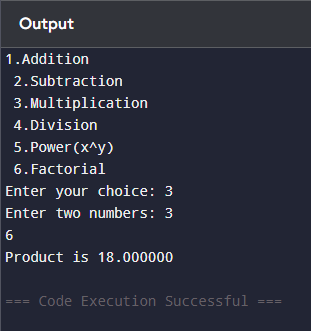 Output
1.Addition
2.Subtraction
3.Multiplication
4.Division
5.Power(x^y)
6.Factorial
Enter your choice: 3
Enter two numbers: 3
6
Product is 18.000000
=== Code Execution Successful ===